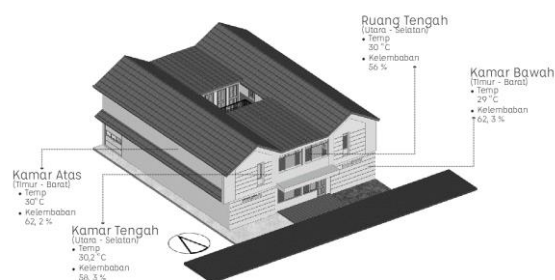 Ruang Tengah
(Utara - Selatan)
• Temp
30 °C
• Kelembaban
56 %
Kamar Bawah
(Timur - Barat)
• Temp
29 °C
• Kelembaban
62, 3 %
Kamar Atas
(Timur - Barat)
• Temp
30°C
• Kelembaban
62, 2 %
Kamar Tengah
(Utara - Selatan)
• Temp
30,2 °C
• Kelembaban
58, 3 %